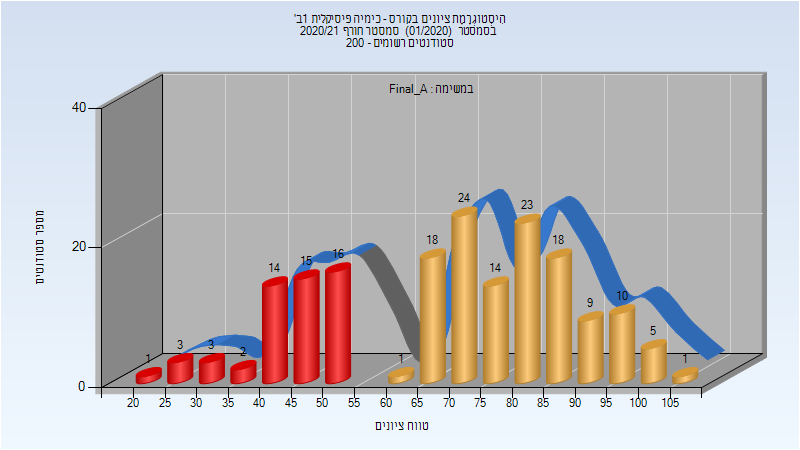 היסטוגרמת ציונים בקורס - כימיה פיסיקלית 1ב'
בסמסטר (01/2020) סמסטר חורף 2020/21
סטודנטים רשומים - 200
במשימה : Final_A
מספר סטודנטים
40
20
0
1 3 3 2 14 15 16 1 18 24 14 23 18 9 10 5 1
20 25 30 35 40 45 50 55 60 65 70 75 80 85 90 95 100 105
טווח ציונים